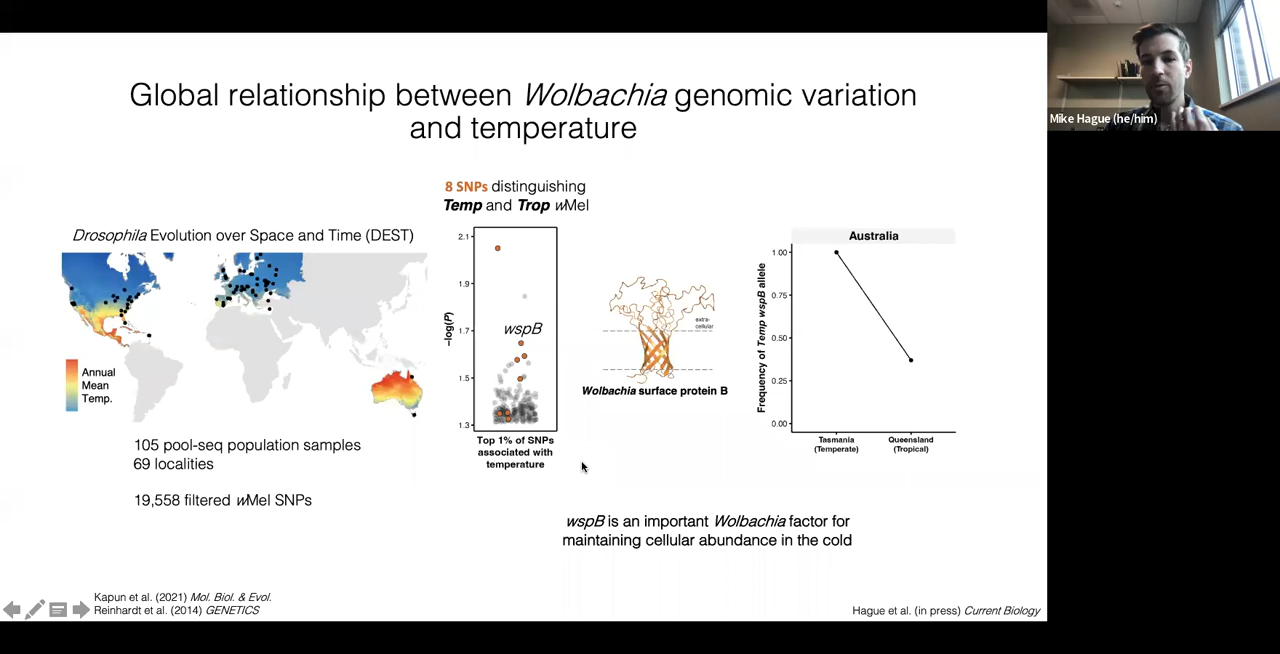 Global relationship between Wolbachia genomic variation
and temperature
Mike Hague (he/him)
8 SNPs distinguishing
Temp and Trop wMel
Drosophila Evolution over Space and Time (DEST)
Annual
Mean
Temp.
105 pool-seq population samples
69 localities
19,558 filtered wMel SNPs
−log(P)
2.1
1.9
1.7
1.5
1.3
wspB
Top 1% of SNPs
associated with
temperature
extra-
cellular
Wolbachia surface protein B
Australia
Frequency of Temp wspB allele
1.00
0.75
0.50
0.25
0.00
Tasmania
(Temperate)
Queensland
(Tropical)
wspB is an important Wolbachia factor for
maintaining cellular abundance in the cold
Kapun et al. (2021) Mol. Biol. & Evol.
Reinhardt et al. (2014) GENETICS
Hague et al. (in press) Current Biology